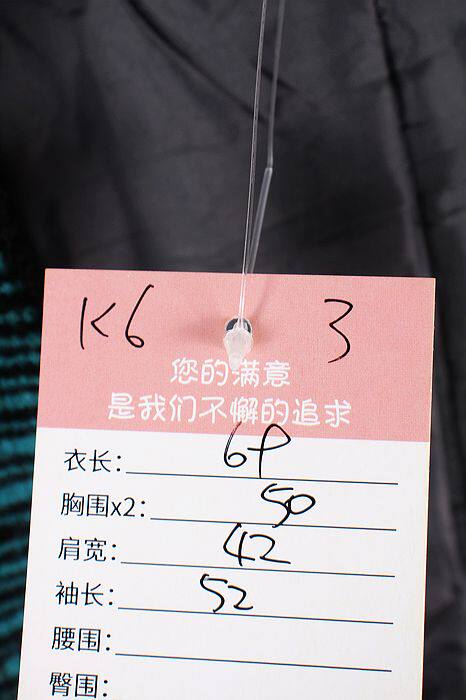 K6 3
您的满意
是我们不懈的追求
衣长: 69
胸围x2: 50
肩宽: 42
袖长: 52
腰围:
臀围: